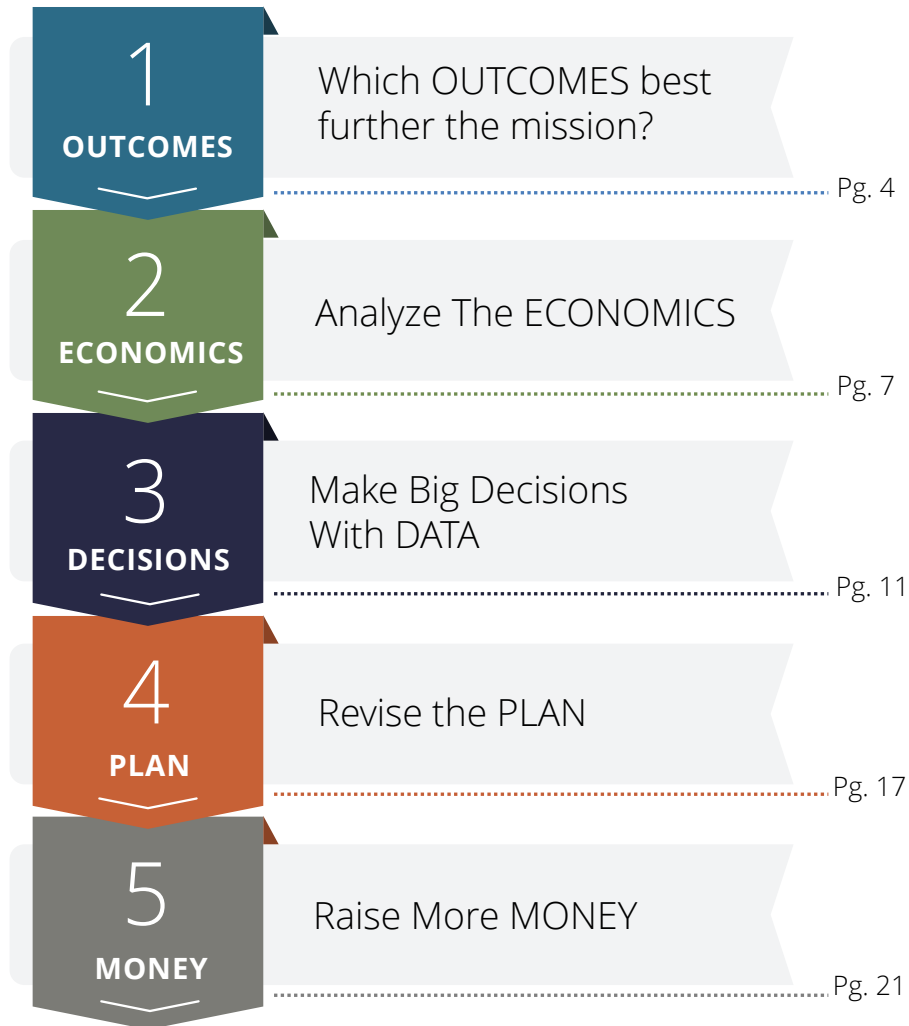 1
OUTCOMES
Which OUTCOMES best
further the mission?
Pg. 4
2
ECONOMICS
Analyze The ECONOMICS
Pg. 7
3
DECISIONS
Make Big Decisions
With DATA
Pg. 11
4
PLAN
Revise the PLAN
Pg. 17
5
MONEY
Raise More MONEY
Pg. 21